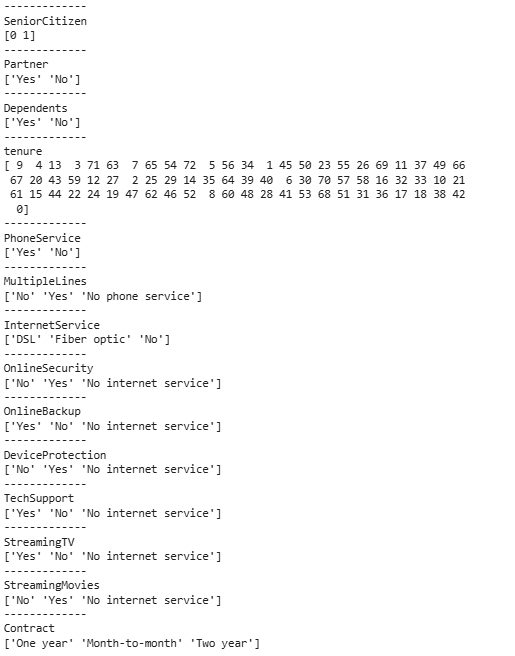 -------------
SeniorCitizen
[0 1]
-------------
Partner
['Yes' 'No']
-------------
Dependents
['Yes' 'No']
-------------
tenure
[ 9  4 13  3 71 63  7 65 54 72  5 56 34  1 45 50 23 55 26 69 11 37 49 66
 67 20 43 59 12 27  2 25 29 14 35 64 39 40  6 30 70 57 58 16 32 33 10 21
 61 15 44 22 24 19 47 62 46 52  8 60 48 28 41 53 68 51 31 36 17 18 38 42
  0]
-------------
PhoneService
['Yes' 'No']
-------------
MultipleLines
['No' 'Yes' 'No phone service']
-------------
InternetService
['DSL' 'Fiber optic' 'No']
-------------
OnlineSecurity
['No' 'Yes' 'No internet service']
-------------
OnlineBackup
['Yes' 'No' 'No internet service']
-------------
DeviceProtection
['No' 'Yes' 'No internet service']
-------------
TechSupport
['Yes' 'No' 'No internet service']
-------------
StreamingTV
['Yes' 'No' 'No internet service']
-------------
StreamingMovies
['No' 'Yes' 'No internet service']
-------------
Contract
['One year' 'Month-to-month' 'Two year']